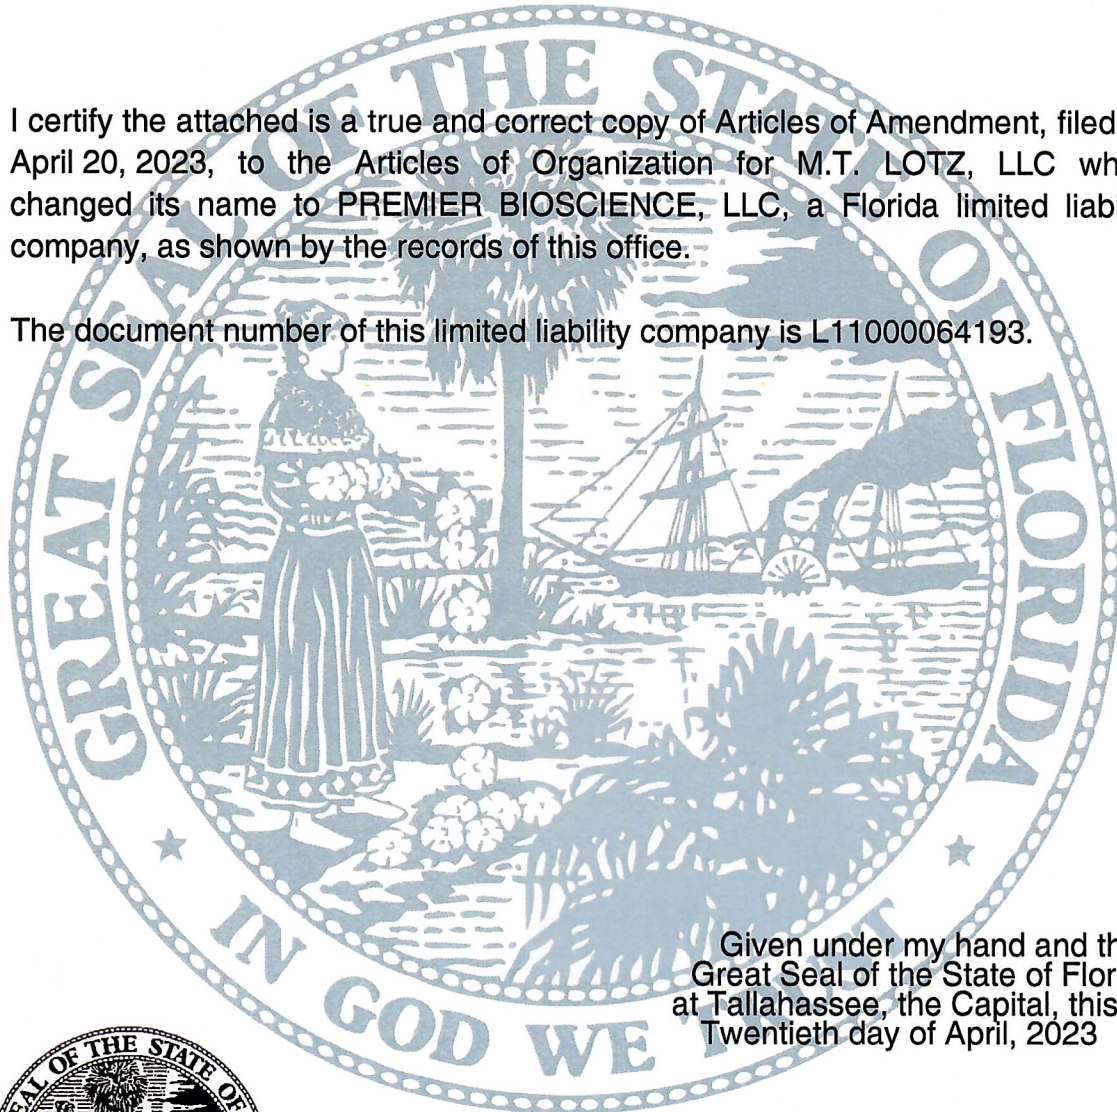 I certify the attached is a true and correct copy of Articles of Amendment, filed
April 20, 2023, to the Articles of Organization for M.T. LOTZ, LLC wh
changed its name to PREMIER BIOSCIENCE, LLC, a Florida limited liab
company, as shown by the records of this office.
The document number of this limited liability company is L11000064193.
GREAT SEAL OF THE STATE OF FLORIDA
IN GOD WE TRUST
Given under my hand and th
Great Seal of the State of Flor
at Tallahassee, the Capital, this
Twentieth day of April, 2023
EAL OF THE STATE OF